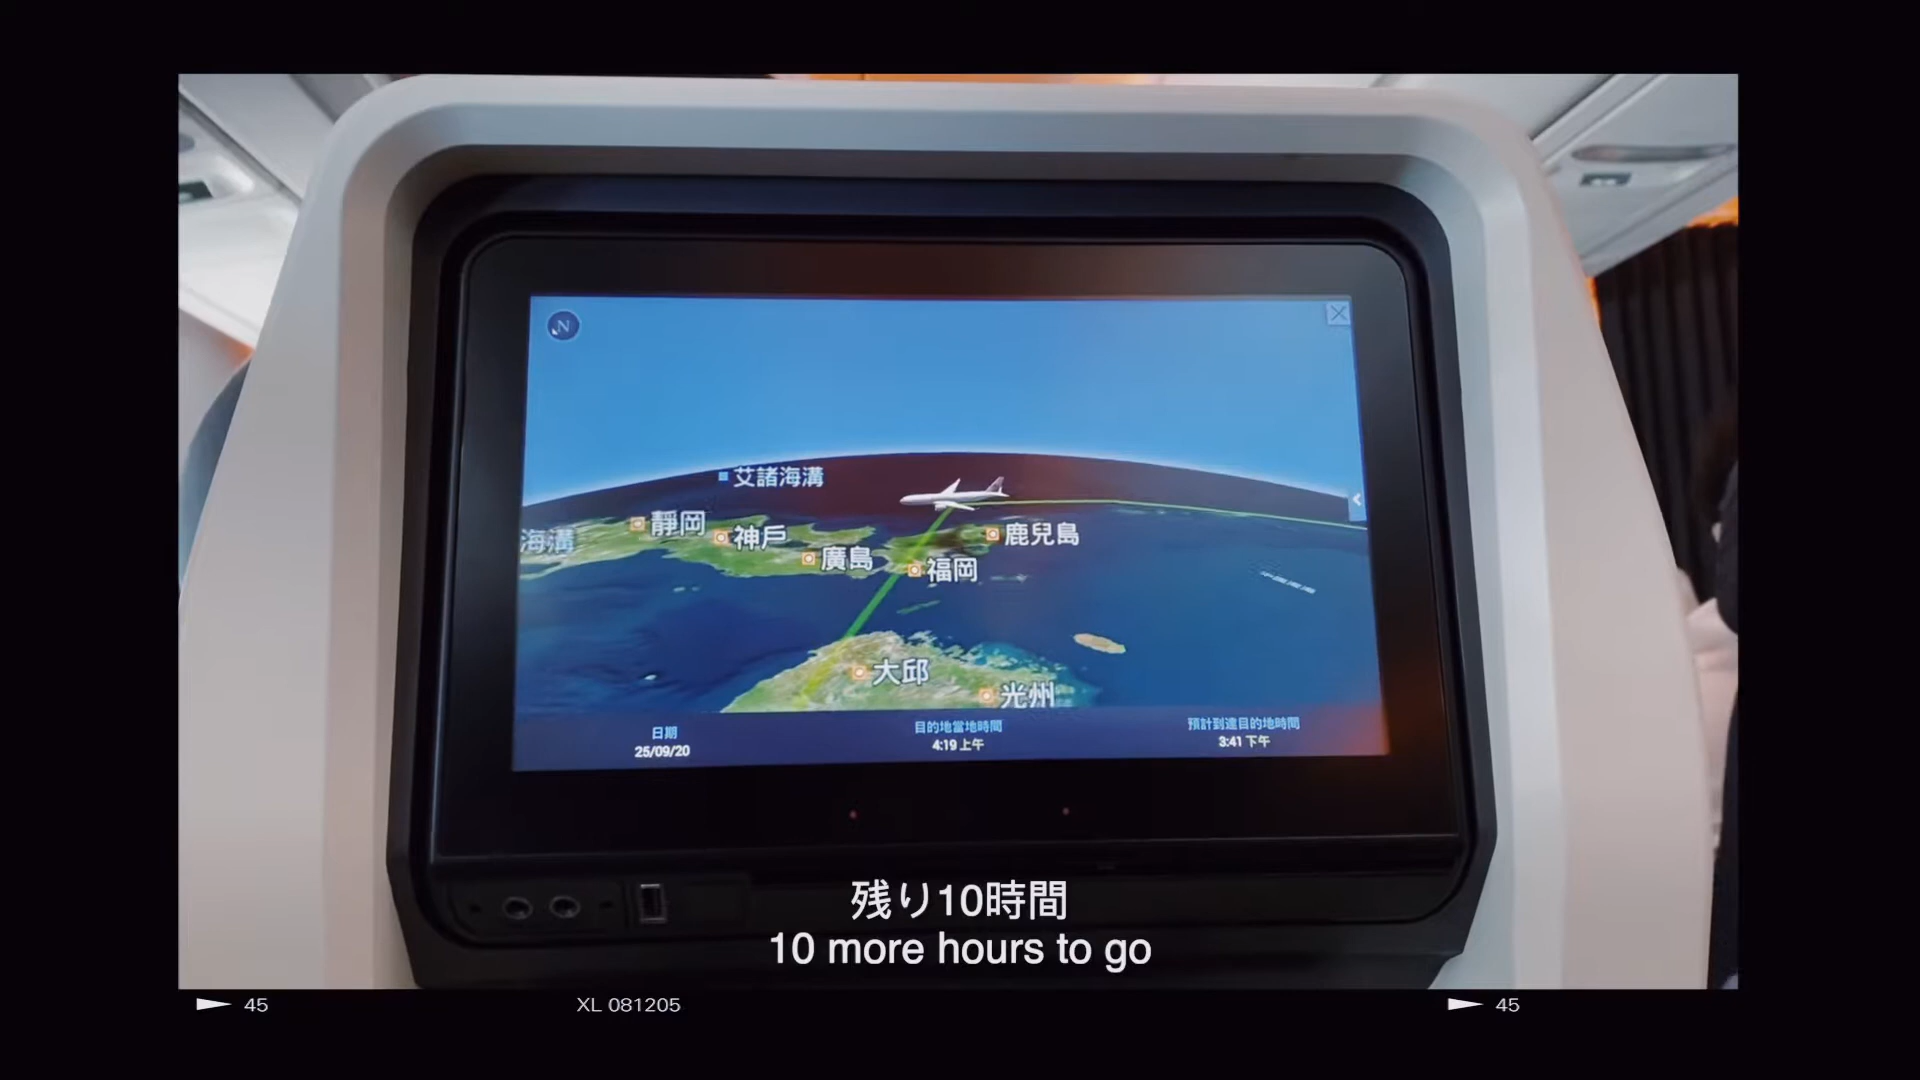 N
艾諸海溝
靜岡
海溝
神戶
鹿兒島
廣島
福岡
大邱
光州
日期
25/09/20
目的地當地時間
4:19 上午
預計到達目的地時間
3:41 下午
残り10時間
10 more hours to go
45
XL 081205
45